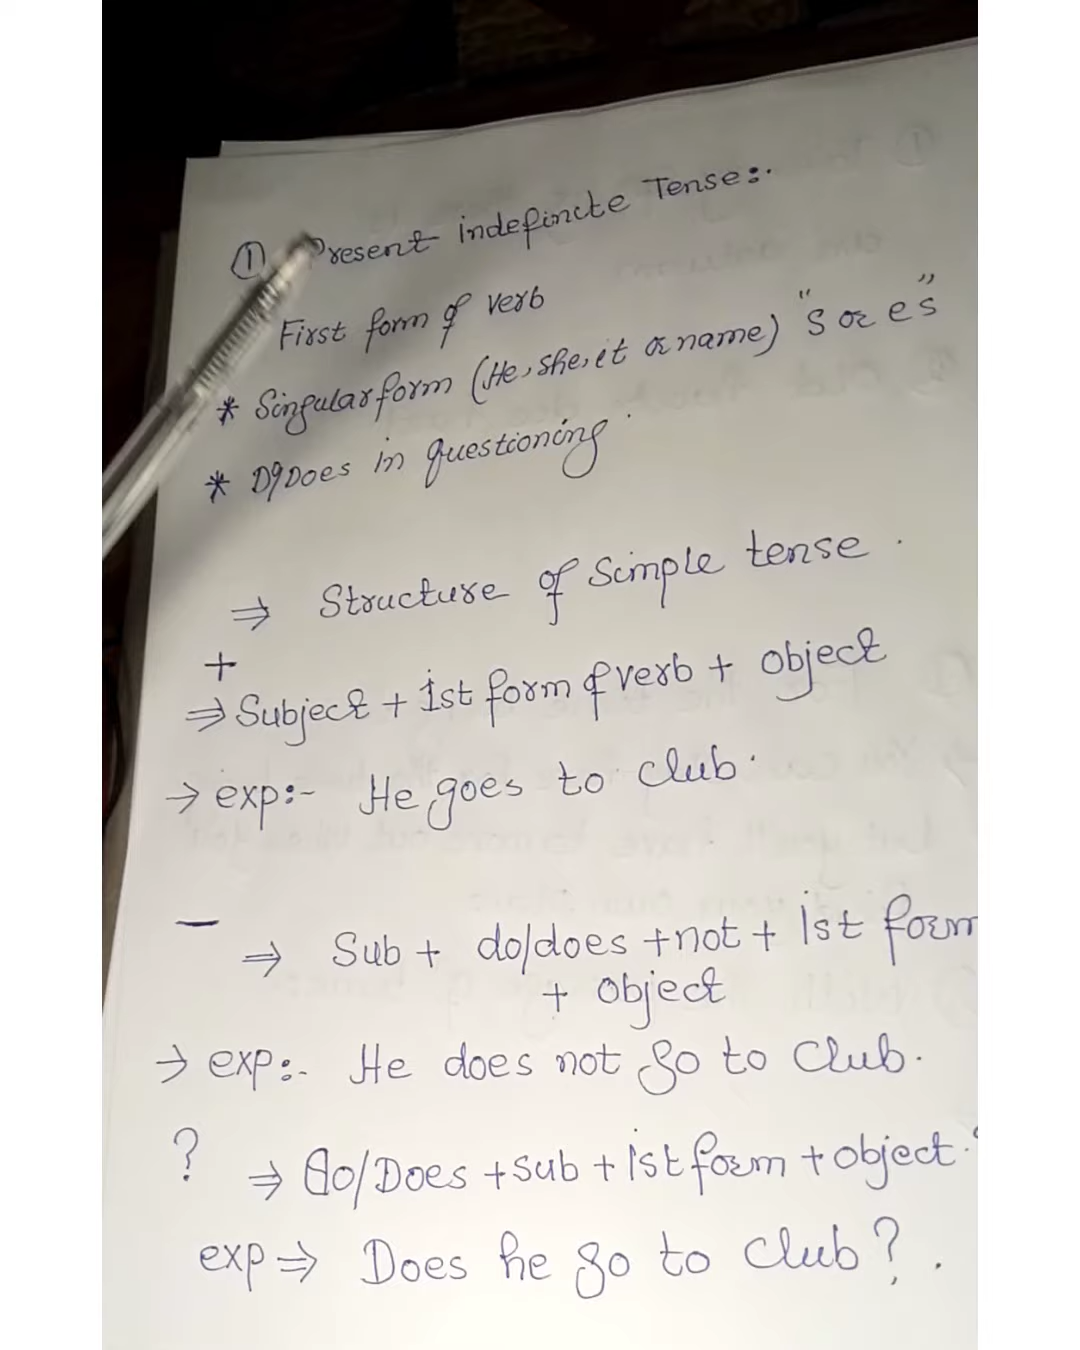 ① Present indefinite Tense:.
First form of verb
* Singular form (He, she, it or name) "s or es"
* Do/Does in questioning
⇒ Structure of Simple tense
+
⇒ Subject + 1st form of verb + object
→ exp:- He goes to club.
—
⇒ Sub + do/does + not + 1st form
+ object
→ exp:- He does not go to club.
?
⇒ Do/Does + sub + 1st form + object.
exp ⇒ Does he go to club?.